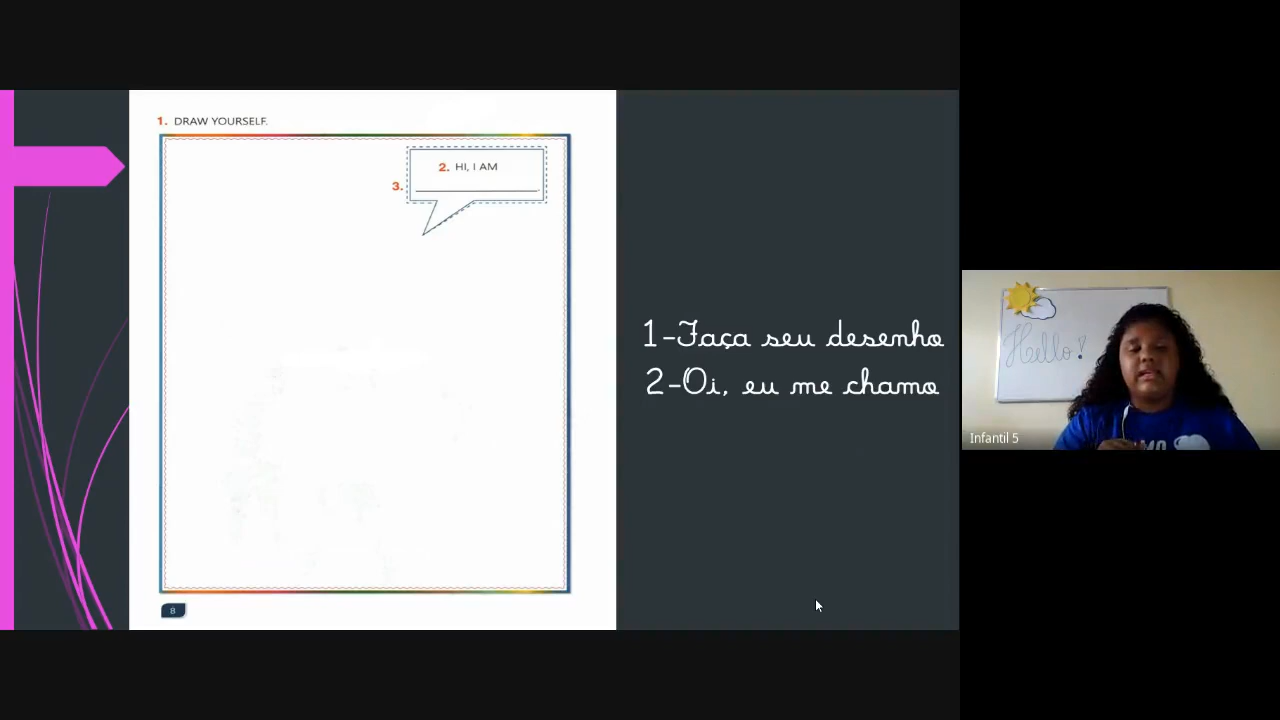 1. DRAW YOURSELF.
2. HI, I AM
3.
8
1-Faça seu desenho
2-Oi, eu me chamo
Hello!
Infantil 5